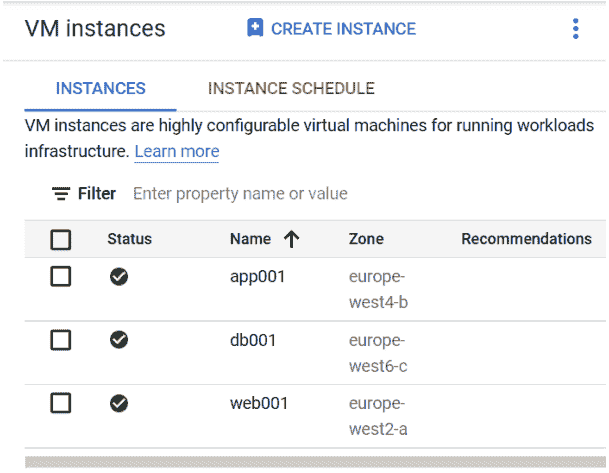 VM instances CREATE INSTANCE
INSTANCES INSTANCE SCHEDULE
VM instances are highly configurable virtual machines for running workloads
infrastructure. Learn more
Filter Enter property name or value
Status Name Zone Recommendations
app001 europe-
west4-b
db001 europe-
west6-c
web001 europe-
west2-a